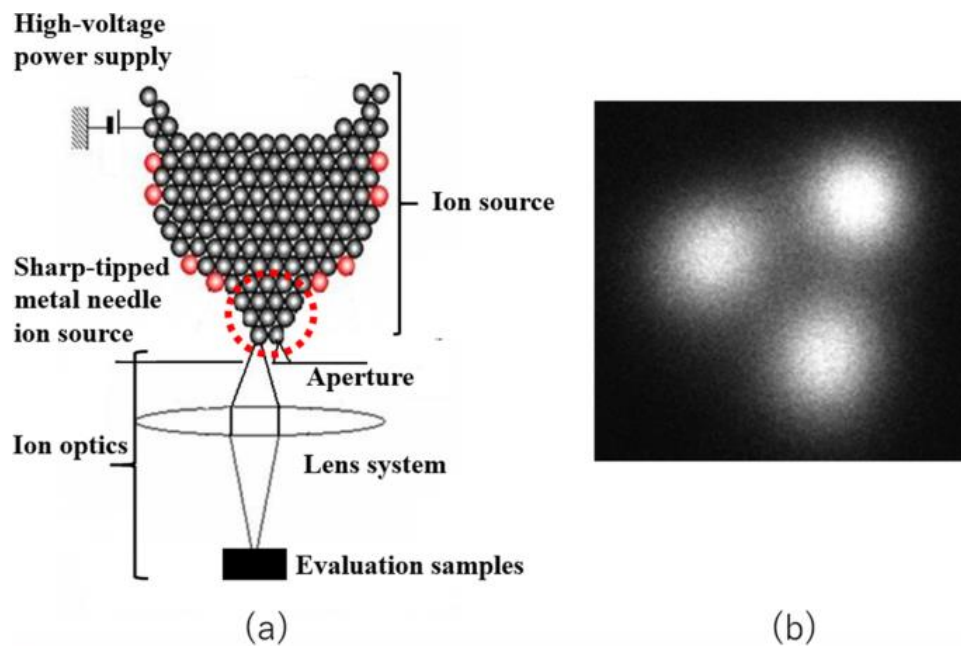 High-voltage
power supply
Ion source
Sharp-tipped
metal needle
ion source
Aperture
Ion optics
Lens system
Evaluation samples
(a)
(b)